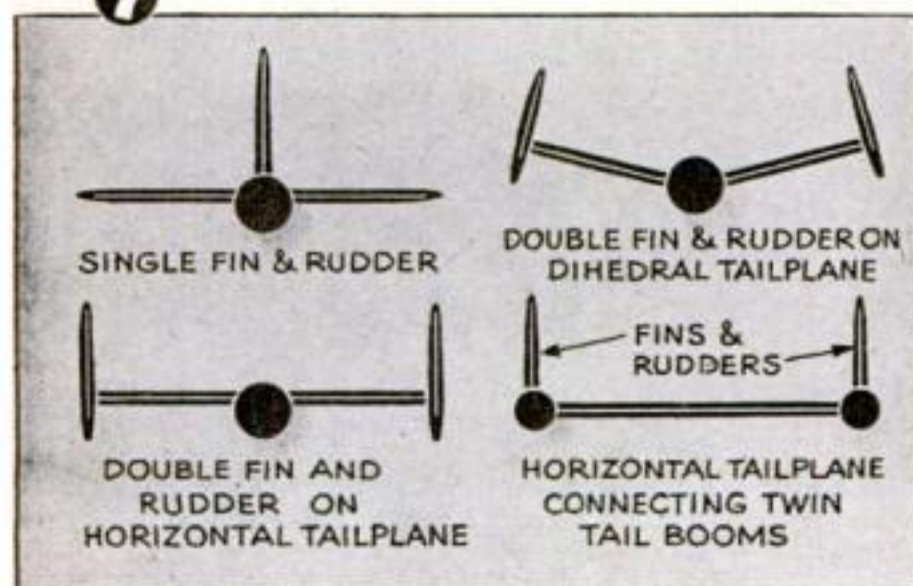 7
SINGLE FIN & RUDDER
DOUBLE FIN & RUDDER ON
DIHEDRAL TAILPLANE
DOUBLE FIN AND
RUDDER ON
HORIZONTAL TAILPLANE
FINS &
RUDDERS
HORIZONTAL TAILPLANE
CONNECTING TWIN
TAIL BOOMS